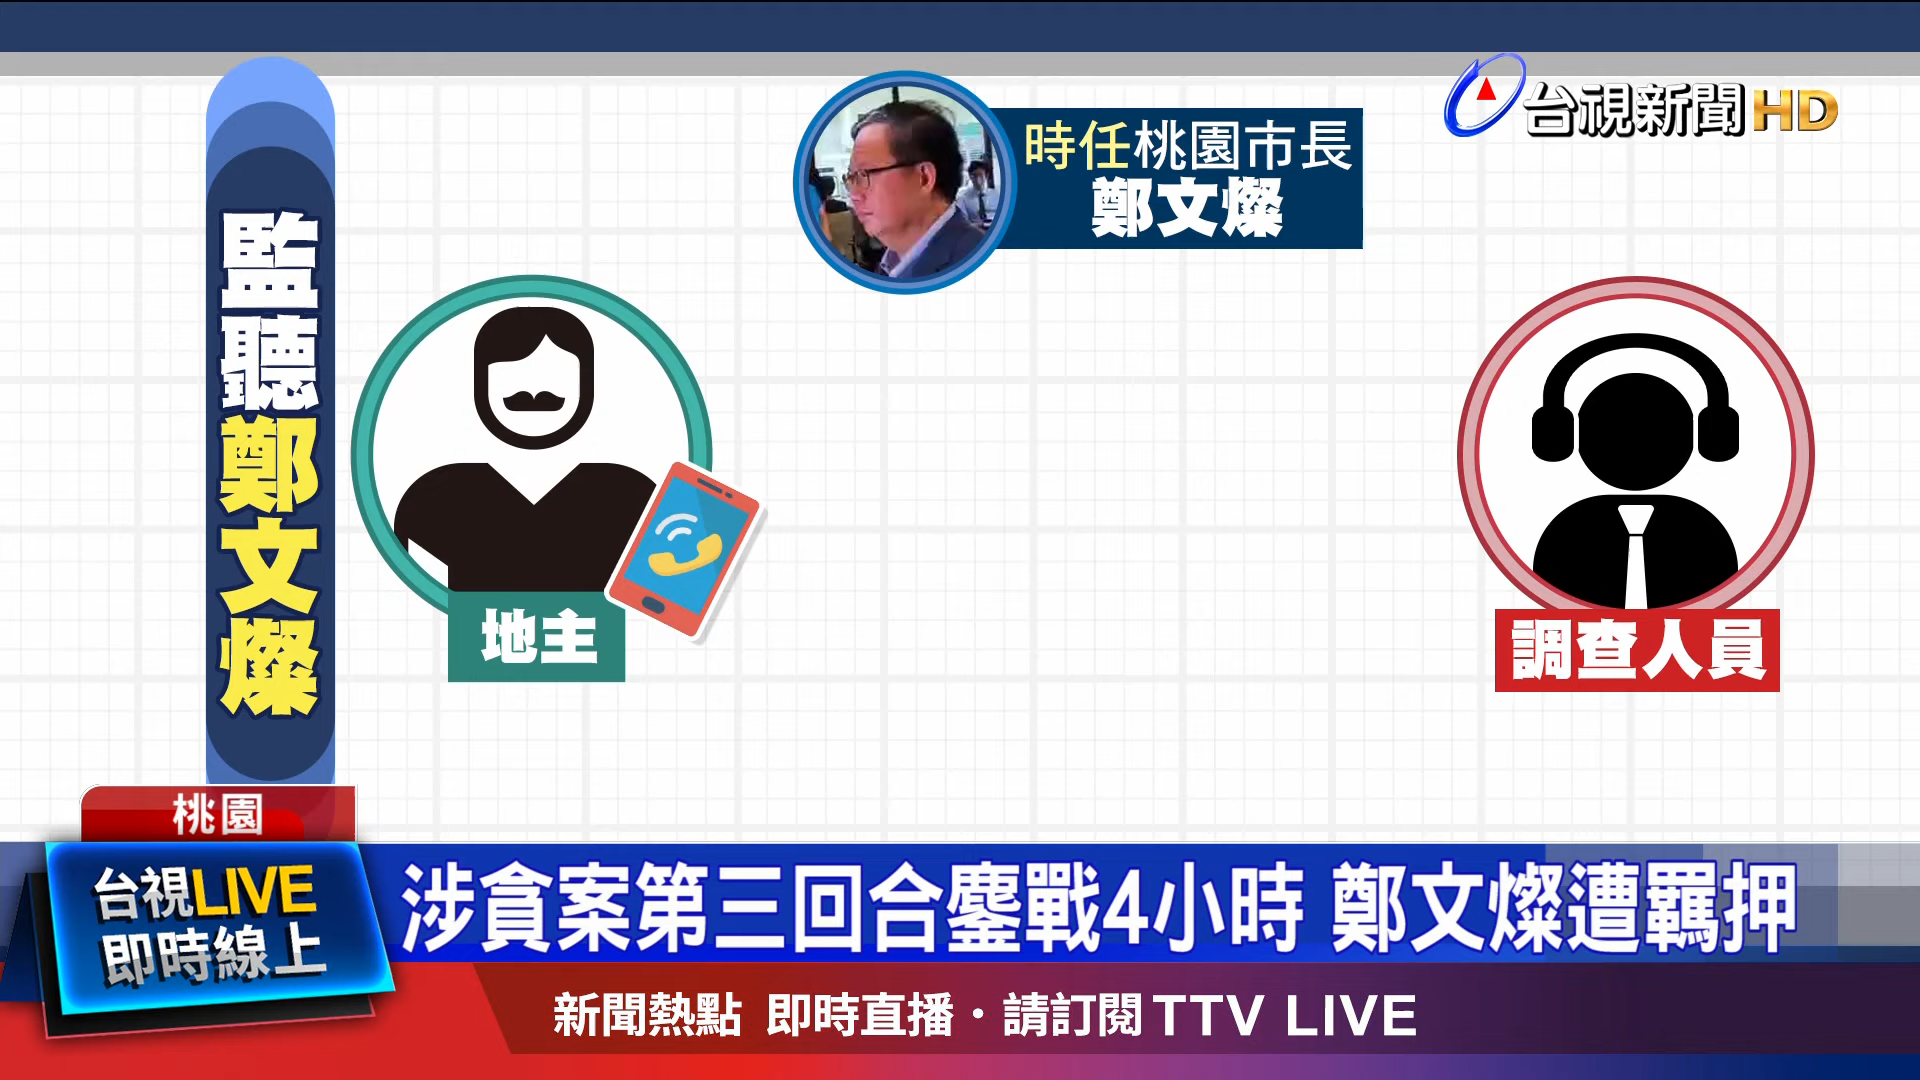 台視新聞HD
時任桃園市長
鄭文燦
監聽鄭文燦
地主
調查人員
桃園
台視LIVE
即時線上
涉貪案第三回合鏖戰4小時 鄭文燦遭羈押
新聞熱點 即時直播・請訂閱TTV LIVE